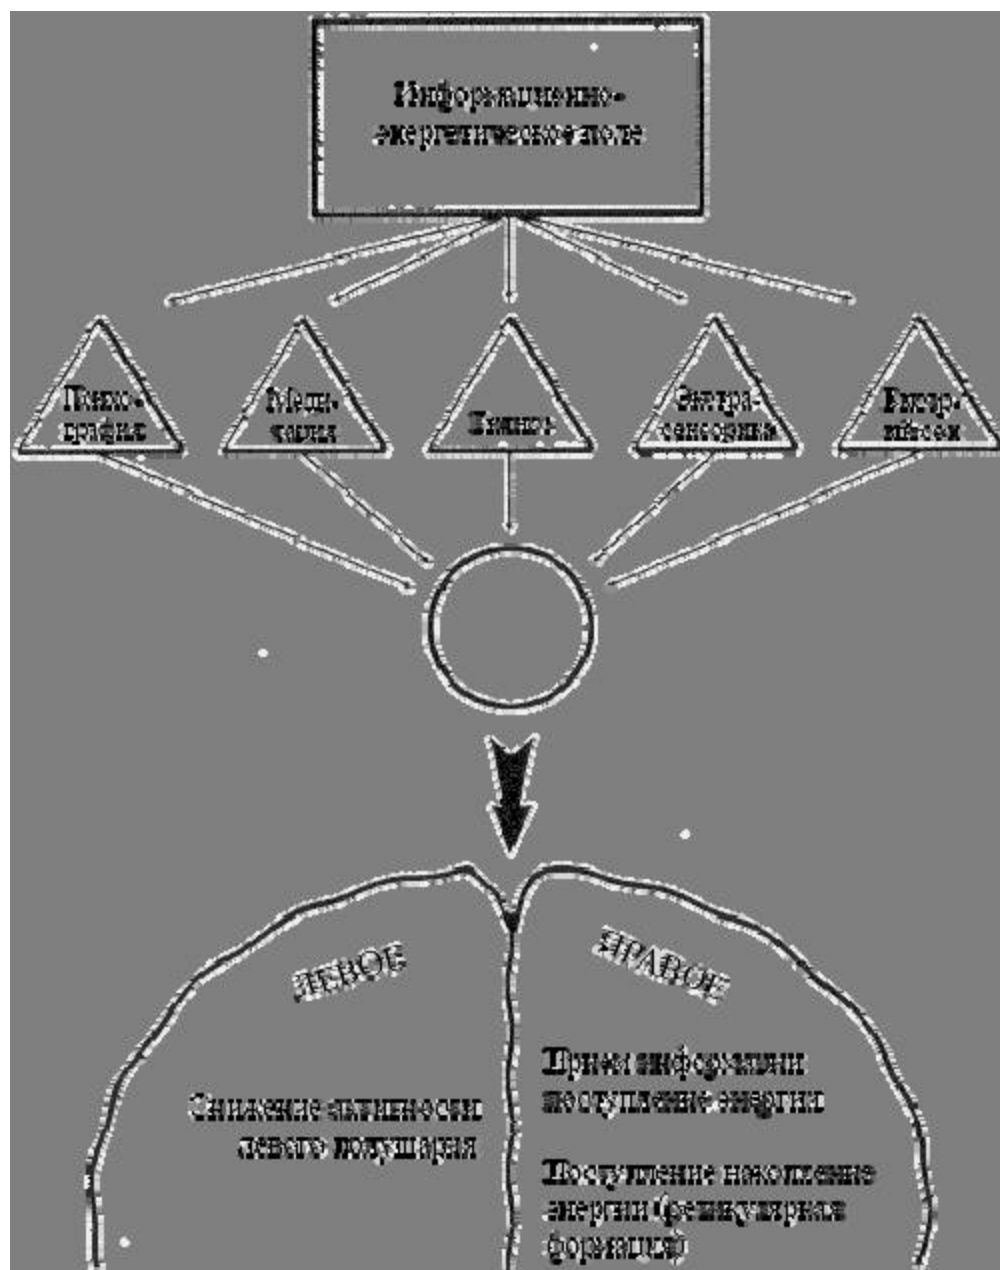 Информационно-
энергетическое поле
Психо-
графия
Меди-
тация
Гипноз
Экстра-
сенсорика
ЛЕВОЕ
ПРАВОЕ
Прием информации
поступление энергии
Снижение активности
левого полушария
Поступление накопление
энергии (ретикулярная
формация)